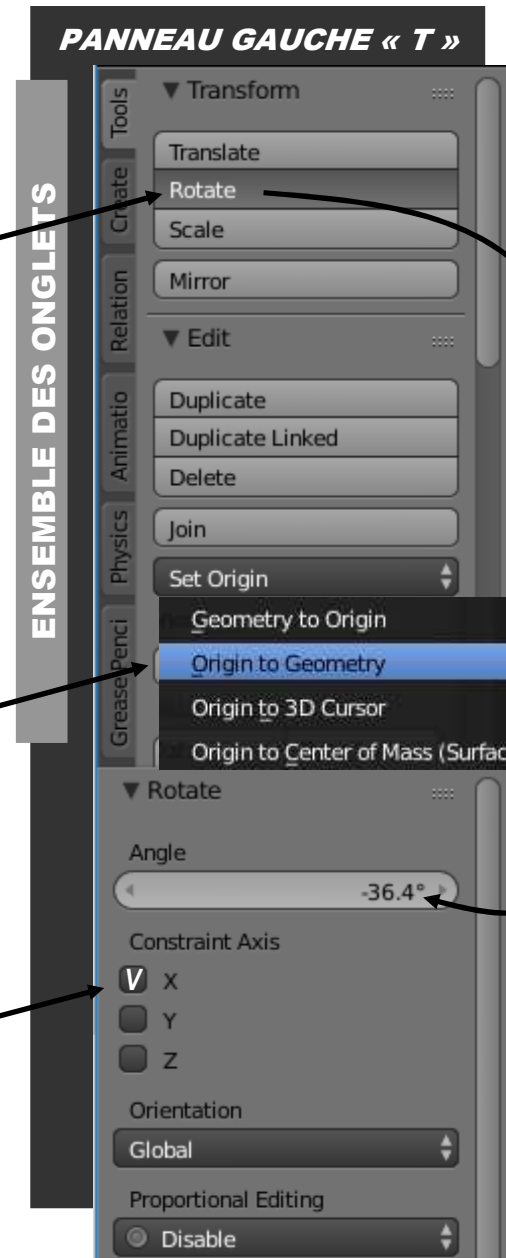 PANNEAU GAUCHE « T »
ENSEMBLE DES ONGLETS
Tools
Create
Relation
Animatio
Physics
Grease Penci
▼ Transform
Translate
Rotate
Scale
Mirror
▼ Edit
Duplicate
Duplicate Linked
Delete
Join
Set Origin
Geometry to Origin
Origin to Geometry
Origin to 3D Cursor
Origin to Center of Mass (Surfac
▼ Rotate
Angle
-36.4°
Constraint Axis
V X
Y
Z
Orientation
Global
Proportional Editing
Disable